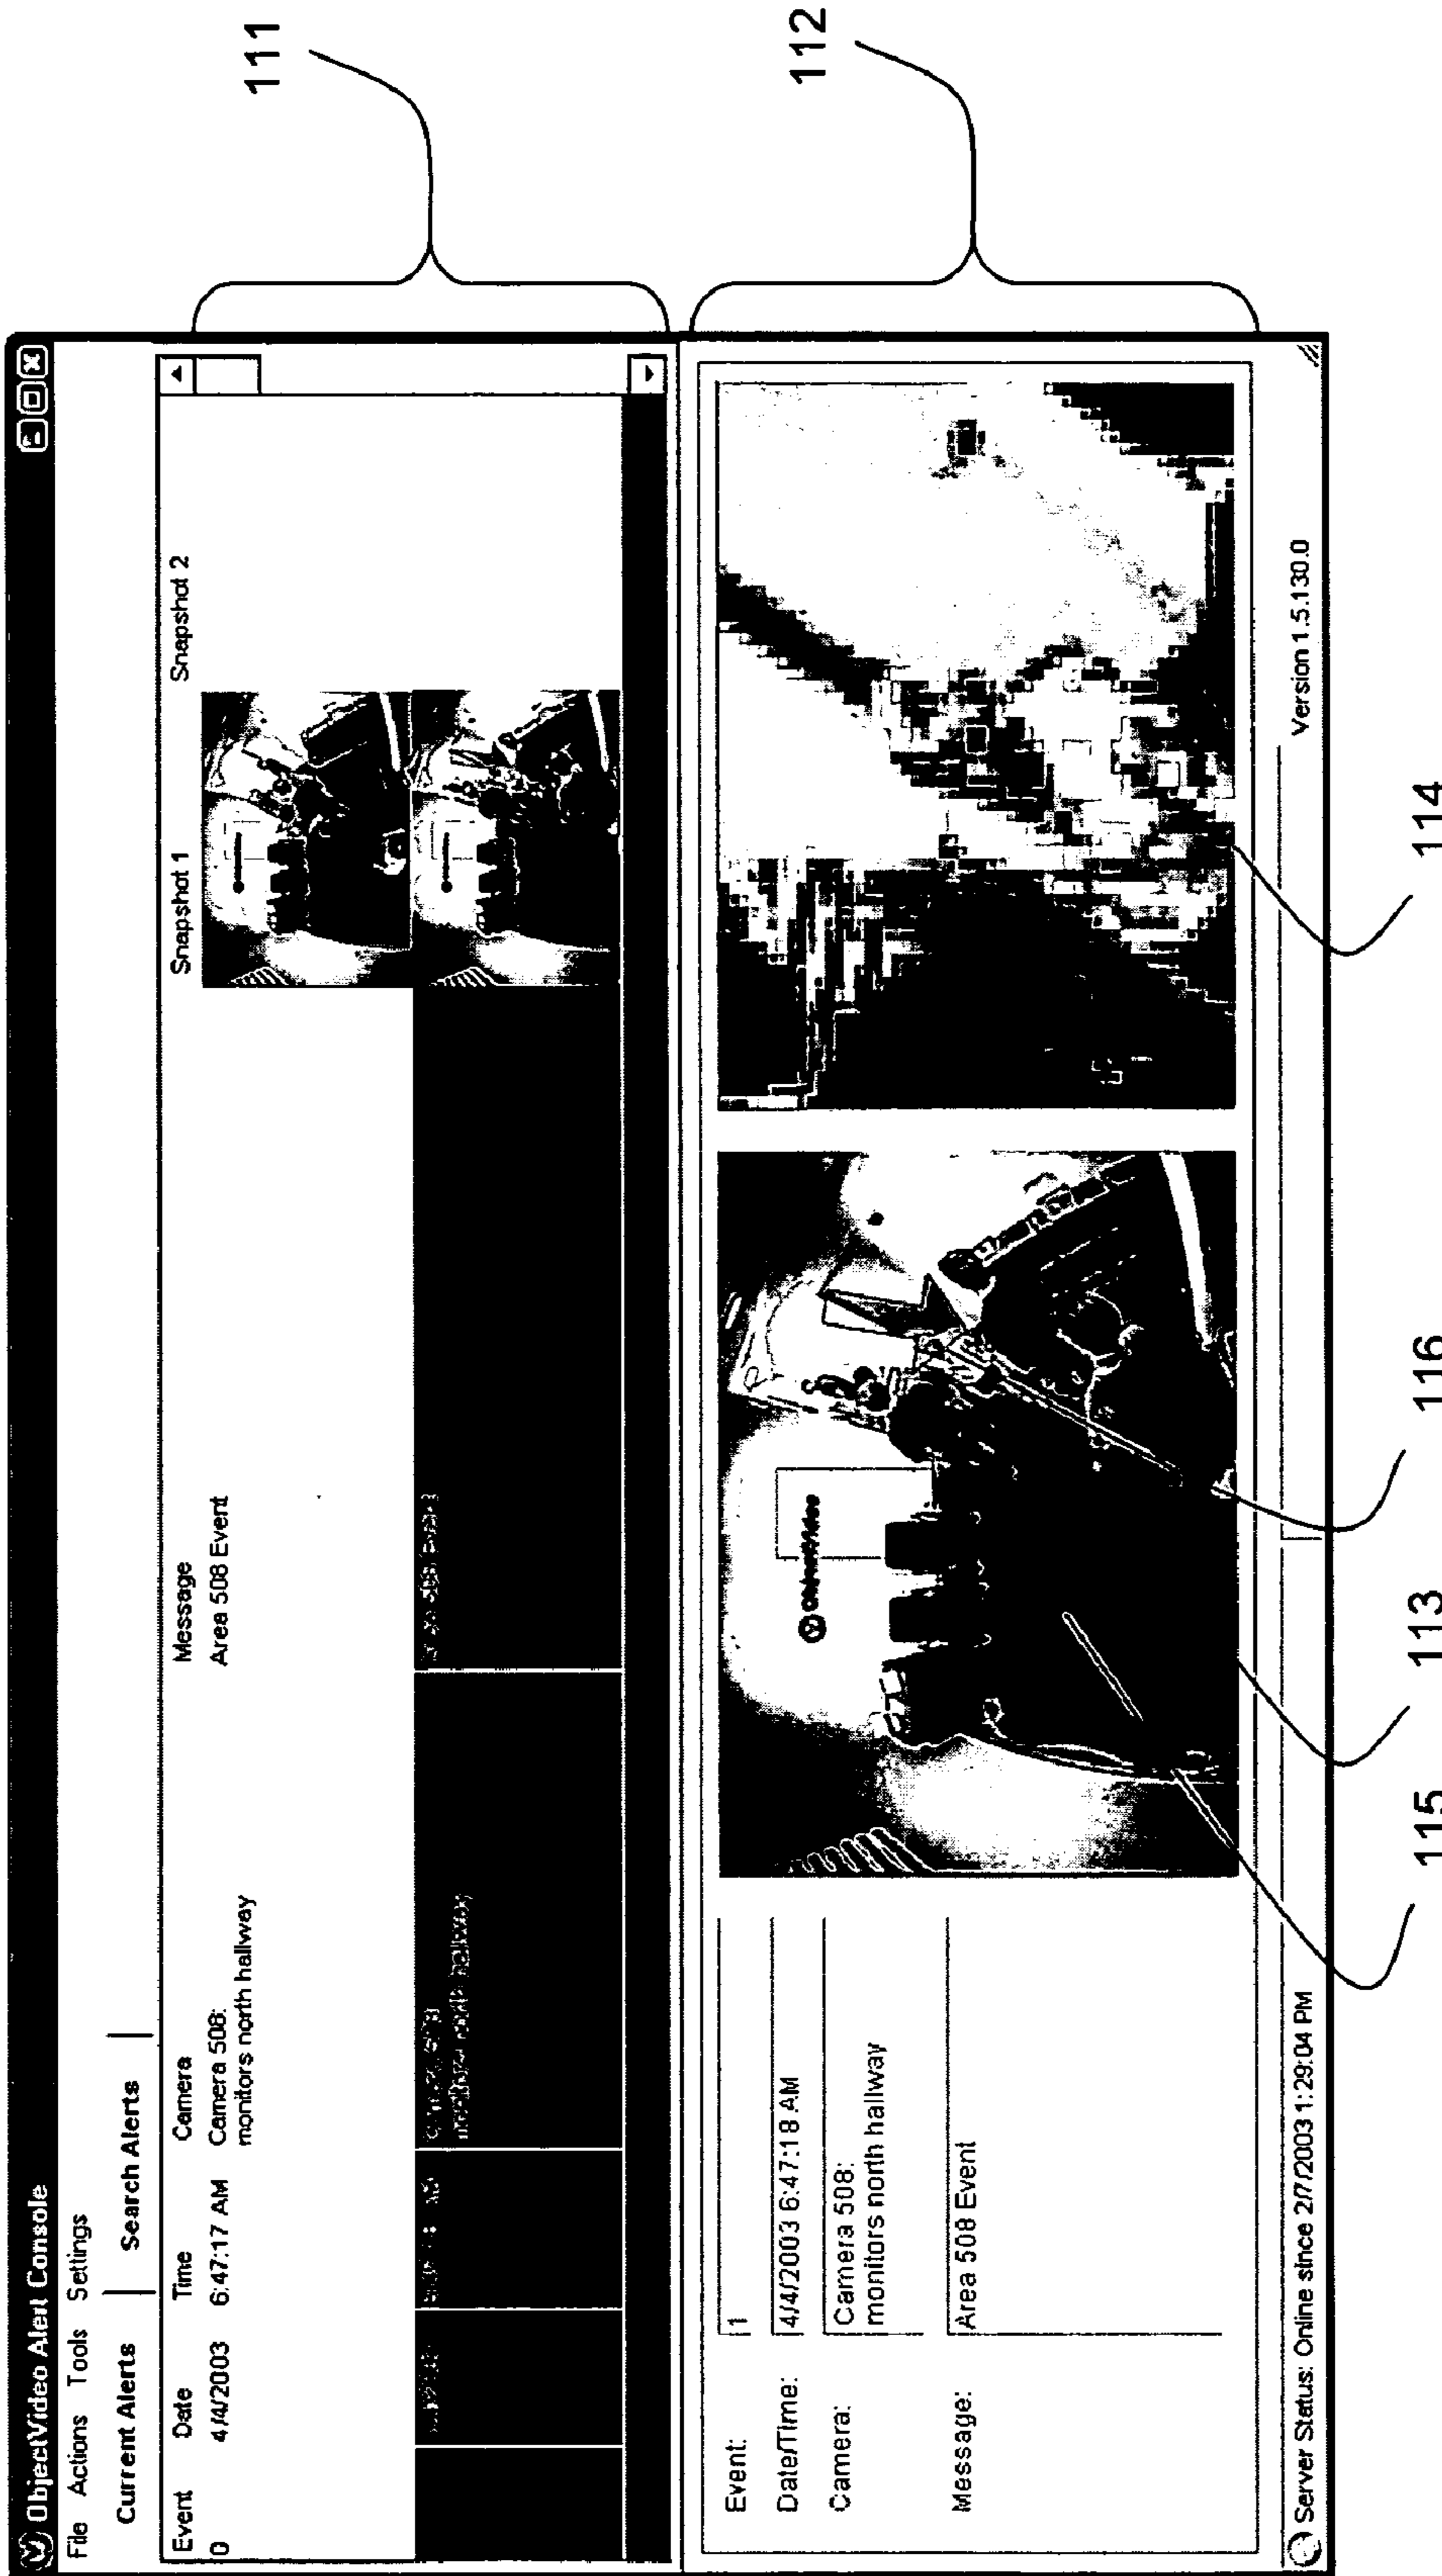 ObjectVideo Alert Console
File Actions Tools Settings
Current Alerts Search Alerts
Event Date Time Camera Message Snapshot 1 Snapshot 2
0 4/4/2003 6:47:17 AM Camera 508: Area 508 Event
monitors north hallway
monitors north hallway
111
Event: 1
Date/Time: 4/4/2003 6:47:18 AM
Camera: Camera 508:
monitors north hallway
Message: Area 508 Event
ObjectVideo
112
Server Status: Online since 2/7/2003 1:29:04 PM Version 1.5.130.0
115 113 116 114